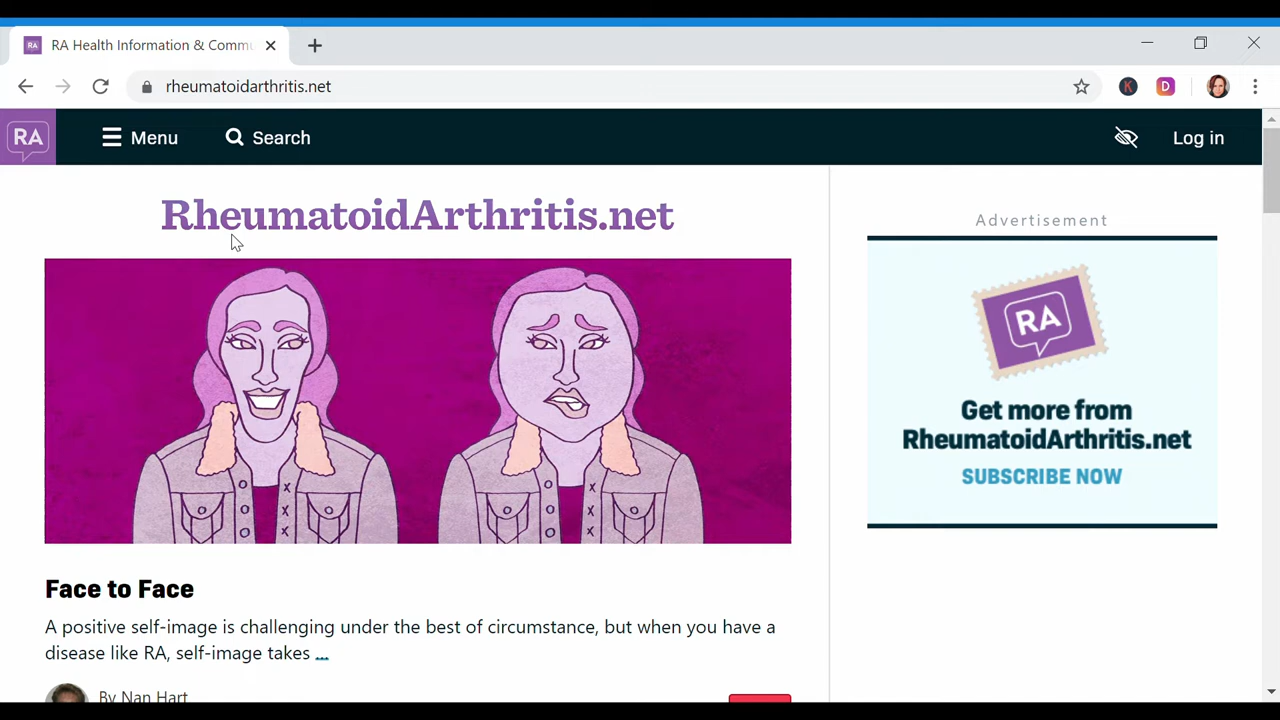 RA
RA Health Information & Commu
rheumatoidarthritis.net
K
D
RA
Menu
Search
Log in
RheumatoidArthritis.net
Advertisement
RA
Get more from
RheumatoidArthritis.net
SUBSCRIBE NOW
Face to Face
A positive self-image is challenging under the best of circumstance, but when you have a
disease like RA, self-image takes ...
By Nan Hart